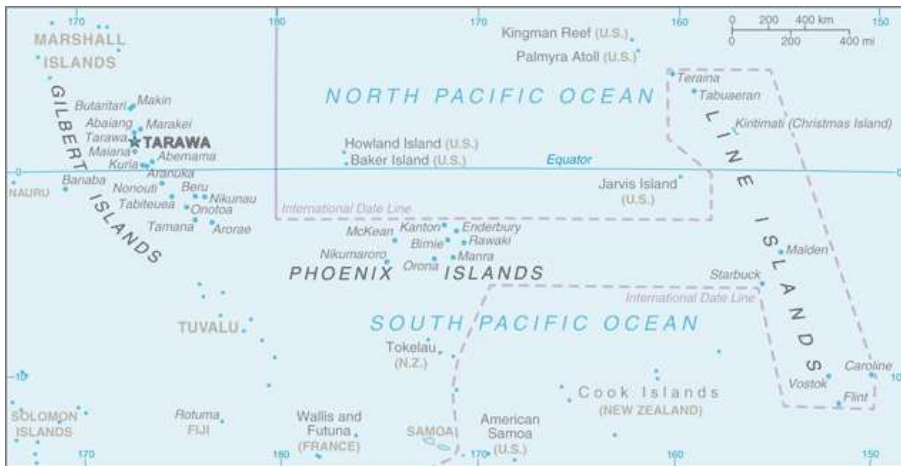 170
180
170
160
150
0 200 400 km
0 200 400 mi
MARSHALL
ISLANDS
Kingman Reef (U.S.)
Palmyra Atoll (U.S.)
Teraina
Tabuaeran
NORTH PACIFIC OCEAN
Makin
Butaritari
GILBERT ISLANDS
Abaiang
Marakei
Tarawa
TARAWA
Maiana
Abemama
Kuria
Aranuka
Kiritimati (Christmas Island)
LINE ISLANDS
Howland Island (U.S.)
Baker Island (U.S.)
Equator
0
NAURU
Banaba
Nonouti
Beru
Nikunau
Tabiteuea
Onotoa
Tamana
Arorae
Jarvis Island
(U.S.)
International Date Line
McKean
Kanton
Enderbury
Birnie
Rawaki
Nikumaroro
Orona
Manra
PHOENIX ISLANDS
Malden
Starbuck
International Date Line
SOUTH PACIFIC OCEAN
TUVALU
Tokelau
(N.Z.)
Caroline
10
10
Vostok
Flint
Cook Islands
(NEW ZEALAND)
SOLOMON
ISLANDS
Rotuma
FIJI
Wallis and
Futuna
(FRANCE)
SAMOA
American
Samoa
(U.S.)
170
180
170
160
150